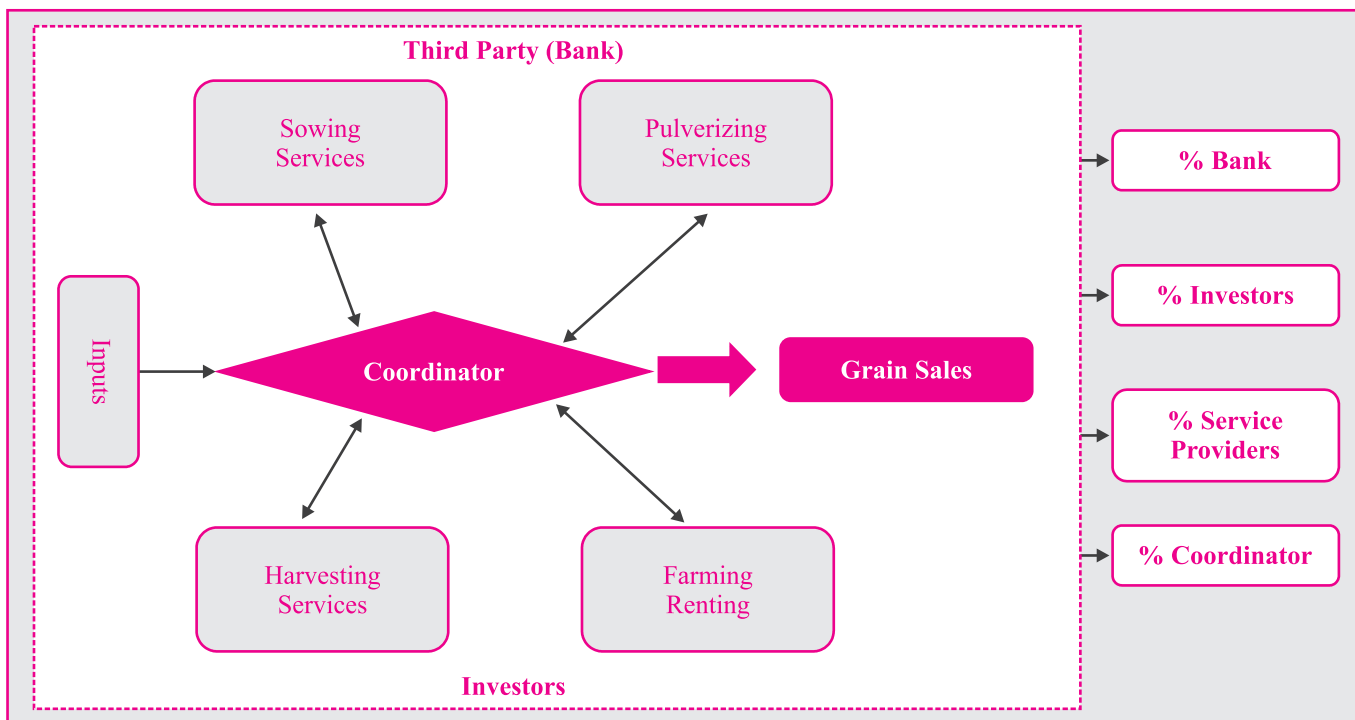 Third Party (Bank)
Sowing
Services
Pulverizing
Services
% Bank
% Investors
Inputs
Coordinator
Grain Sales
% Service
Providers
Harvesting
Services
Farming
Renting
% Coordinator
Investors